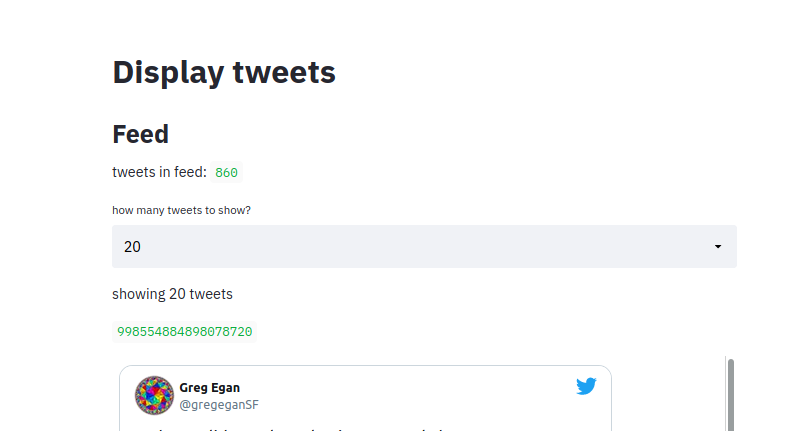 Display tweets
Feed
tweets in feed: 860
how many tweets to show?
20
showing 20 tweets
998554884898078720
Greg Egan
@gregeganSF